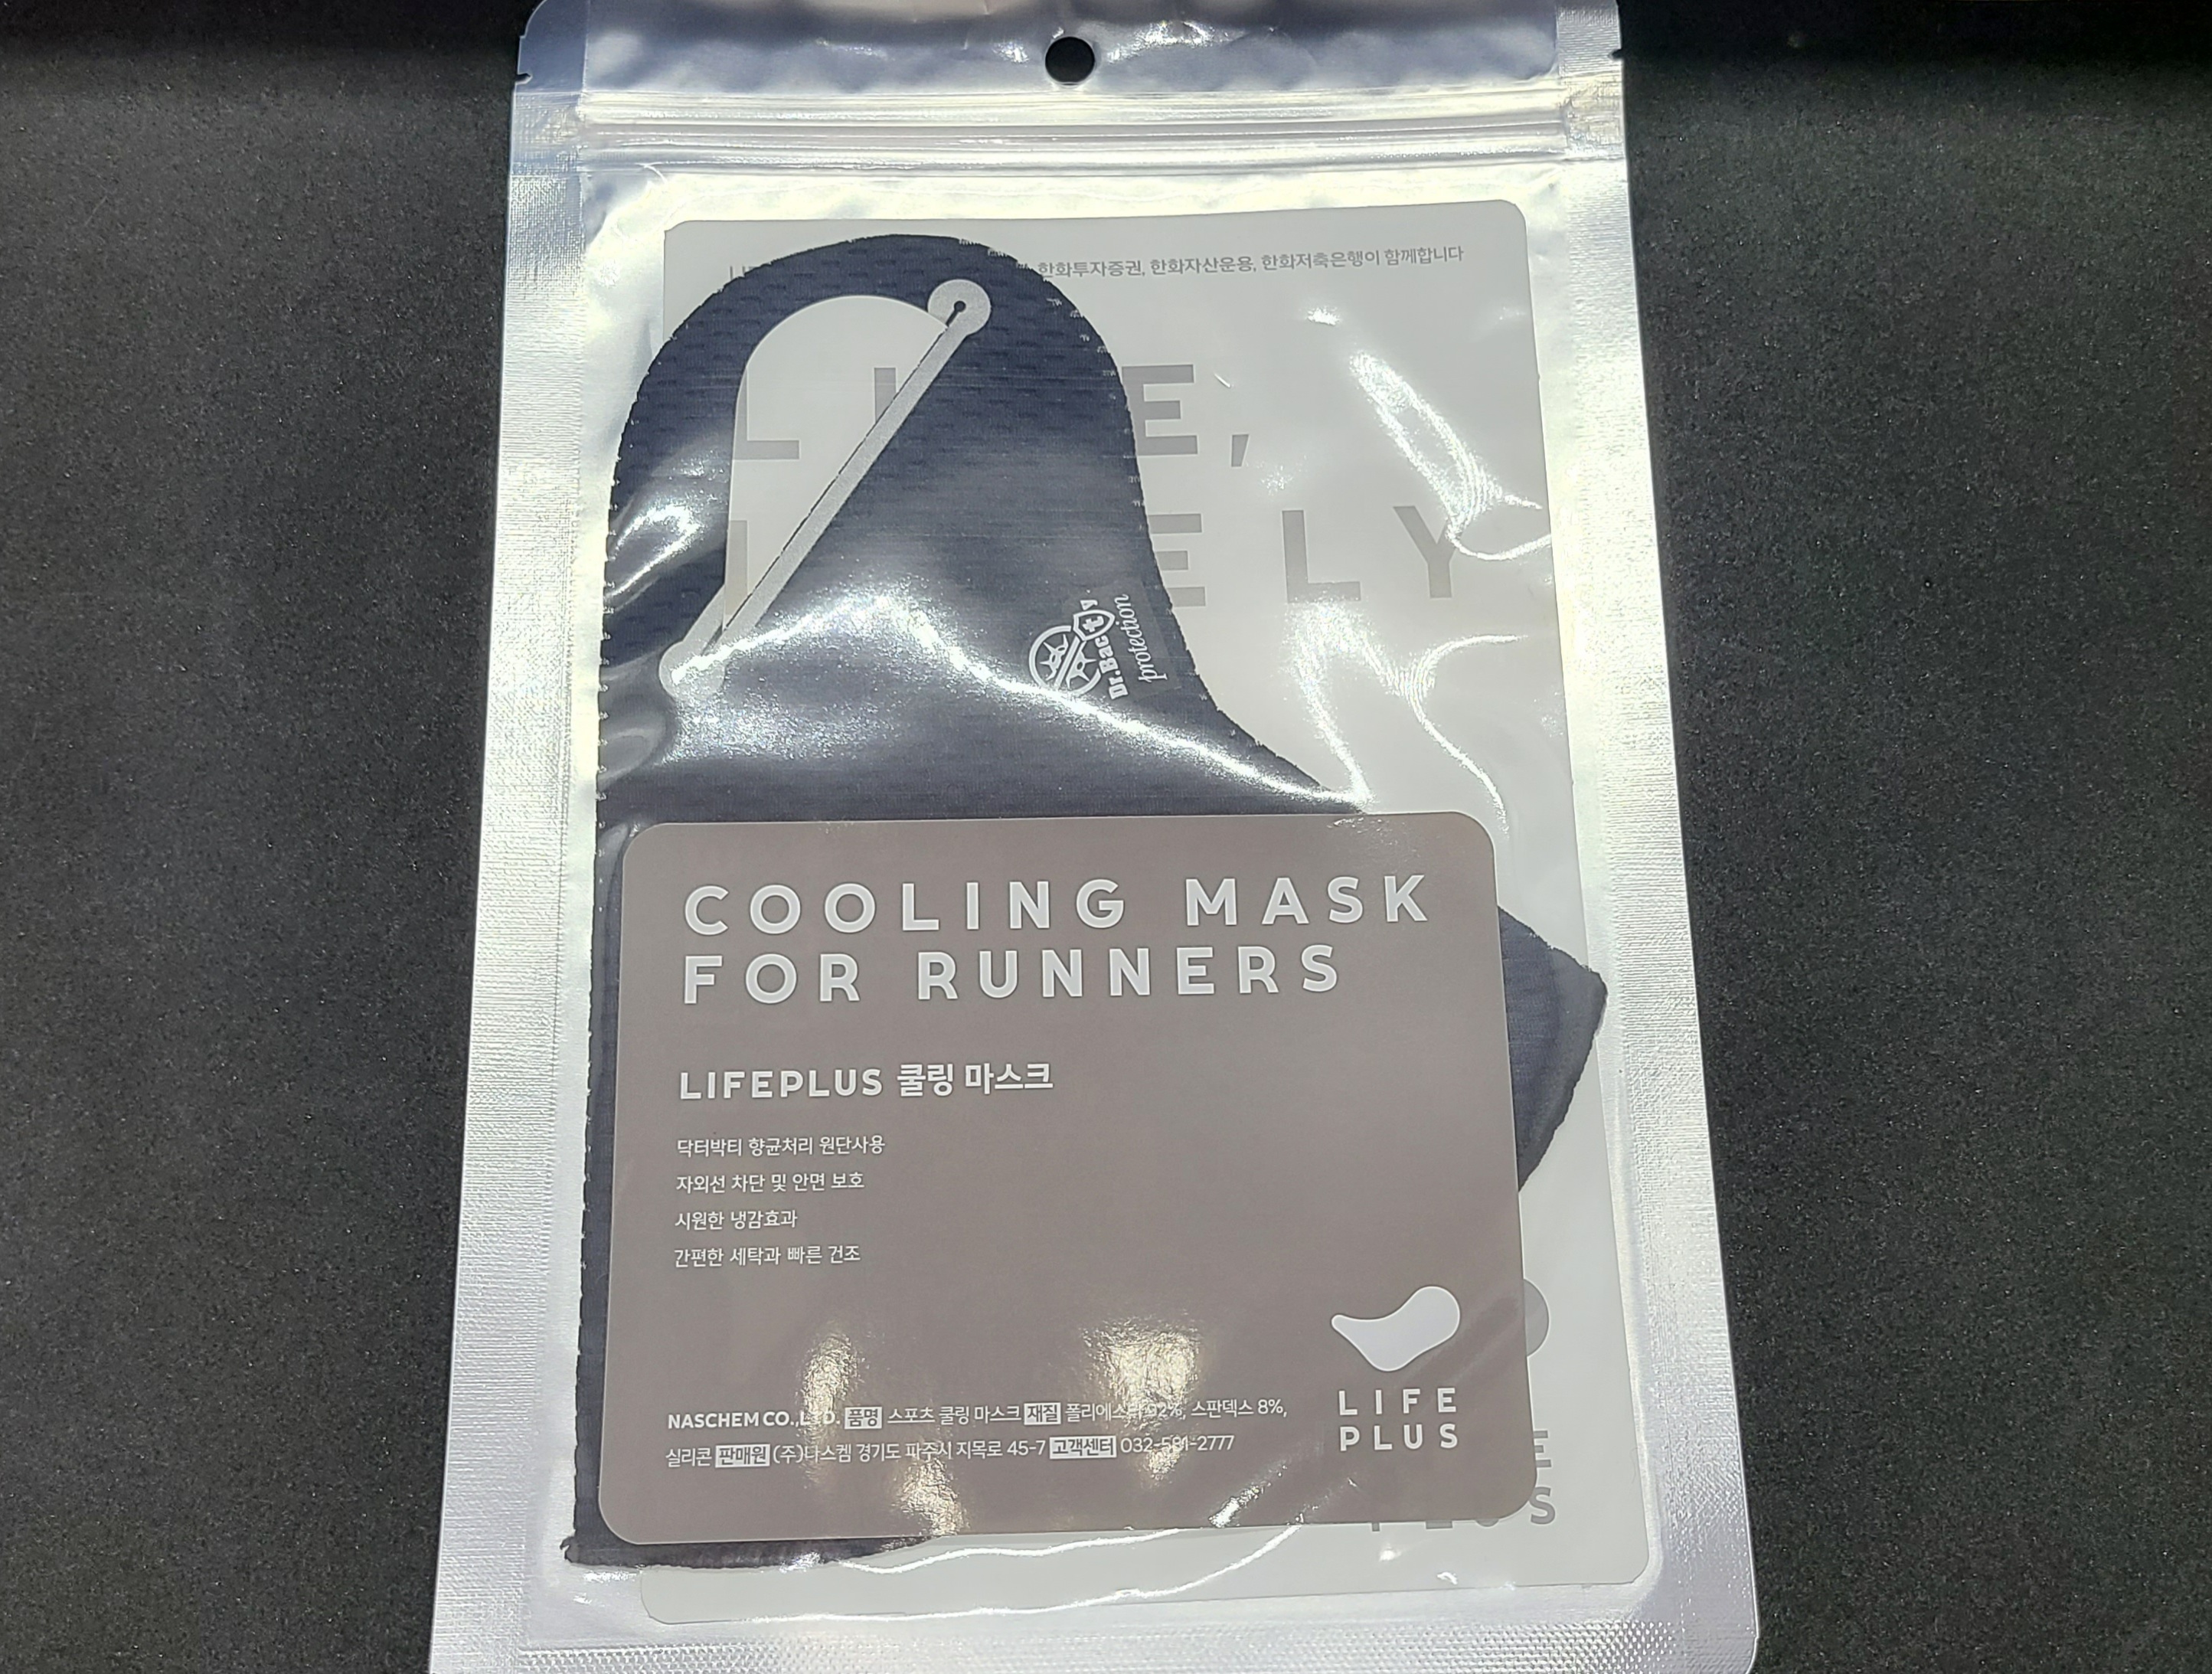 한화투자증권, 한화자산운용, 한화저축은행이 함께합니다
E,
ELY
Dr.Bacty
protection
COOLING MASK
FOR RUNNERS
LIFEPLUS 쿨링 마스크
닥터박티 향균처리 원단사용
자외선 차단 및 안면 보호
시원한 냉감효과
간편한 세탁과 빠른 건조
NASCHEM CO.,LTD. 품명 스포츠 쿨링 마스크 재질 폴리에스터 92%, 스판덱스 8%,
실리콘 판매원 (주)나스켐 경기도 파주시 지목로 45-7 고객센터 032-581-2777
LIFE
PLUS